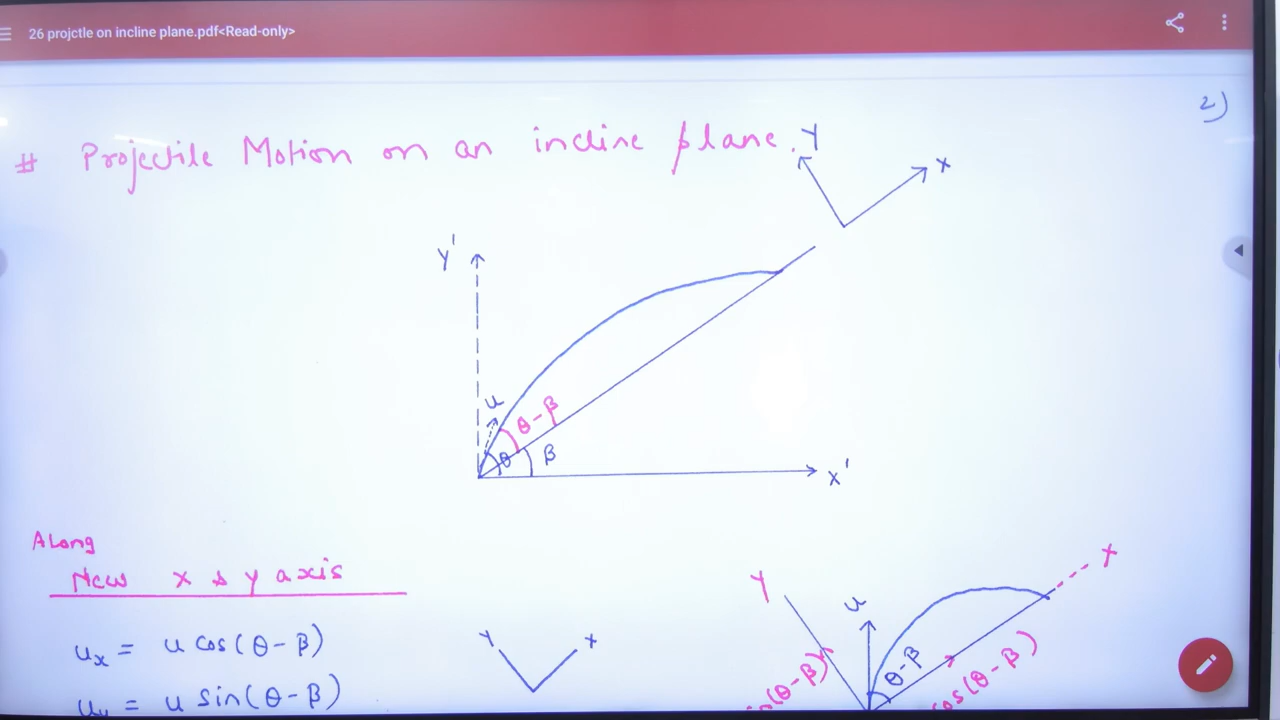 26 projctle on incline plane.pdf<Read-only>
2)
# Projectile Motion on an incline plane.
Y
X
Y'
u
θ-β
θ
β
X'
Along
New X & Y axis
Y
X
u
Y
X
θ-β
in(θ-β)
cos(θ-β)
ux = u cos(θ-β)
uy = u sin(θ-β)